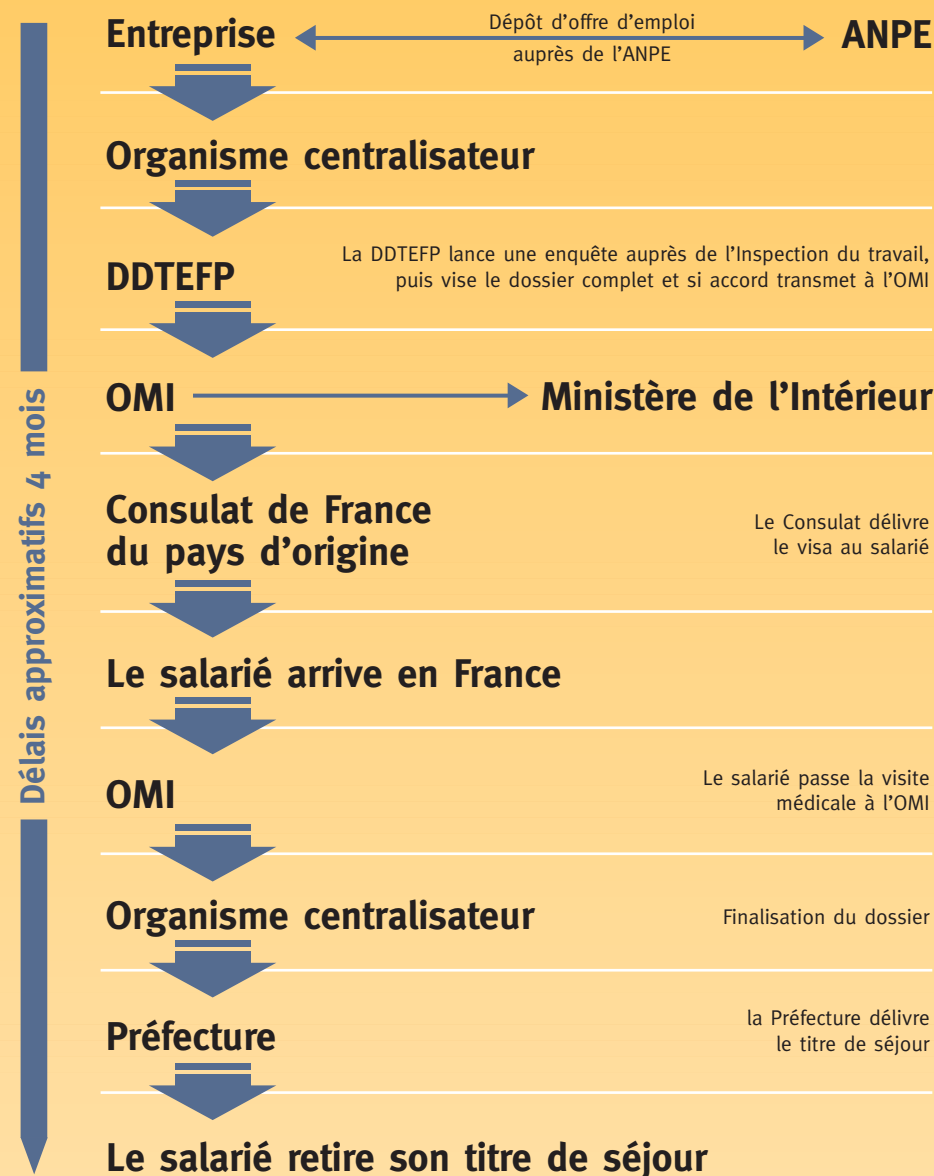 Entreprise
Dépôt d'offre d'emploi
auprès de l'ANPE
ANPE
Organisme centralisateur
DDTEFP
La DDTEFP lance une enquête auprès de l'Inspection du travail,
puis vise le dossier complet et si accord transmet à l'OMI
OMI
Ministère de l'Intérieur
Délais approximatifs 4 mois
Consulat de France
du pays d'origine
Le Consulat délivre
le visa au salarié
Le salarié arrive en France
OMI
Le salarié passe la visite
médicale à l'OMI
Organisme centralisateur
Finalisation du dossier
Préfecture
la Préfecture délivre
le titre de séjour
Le salarié retire son titre de séjour